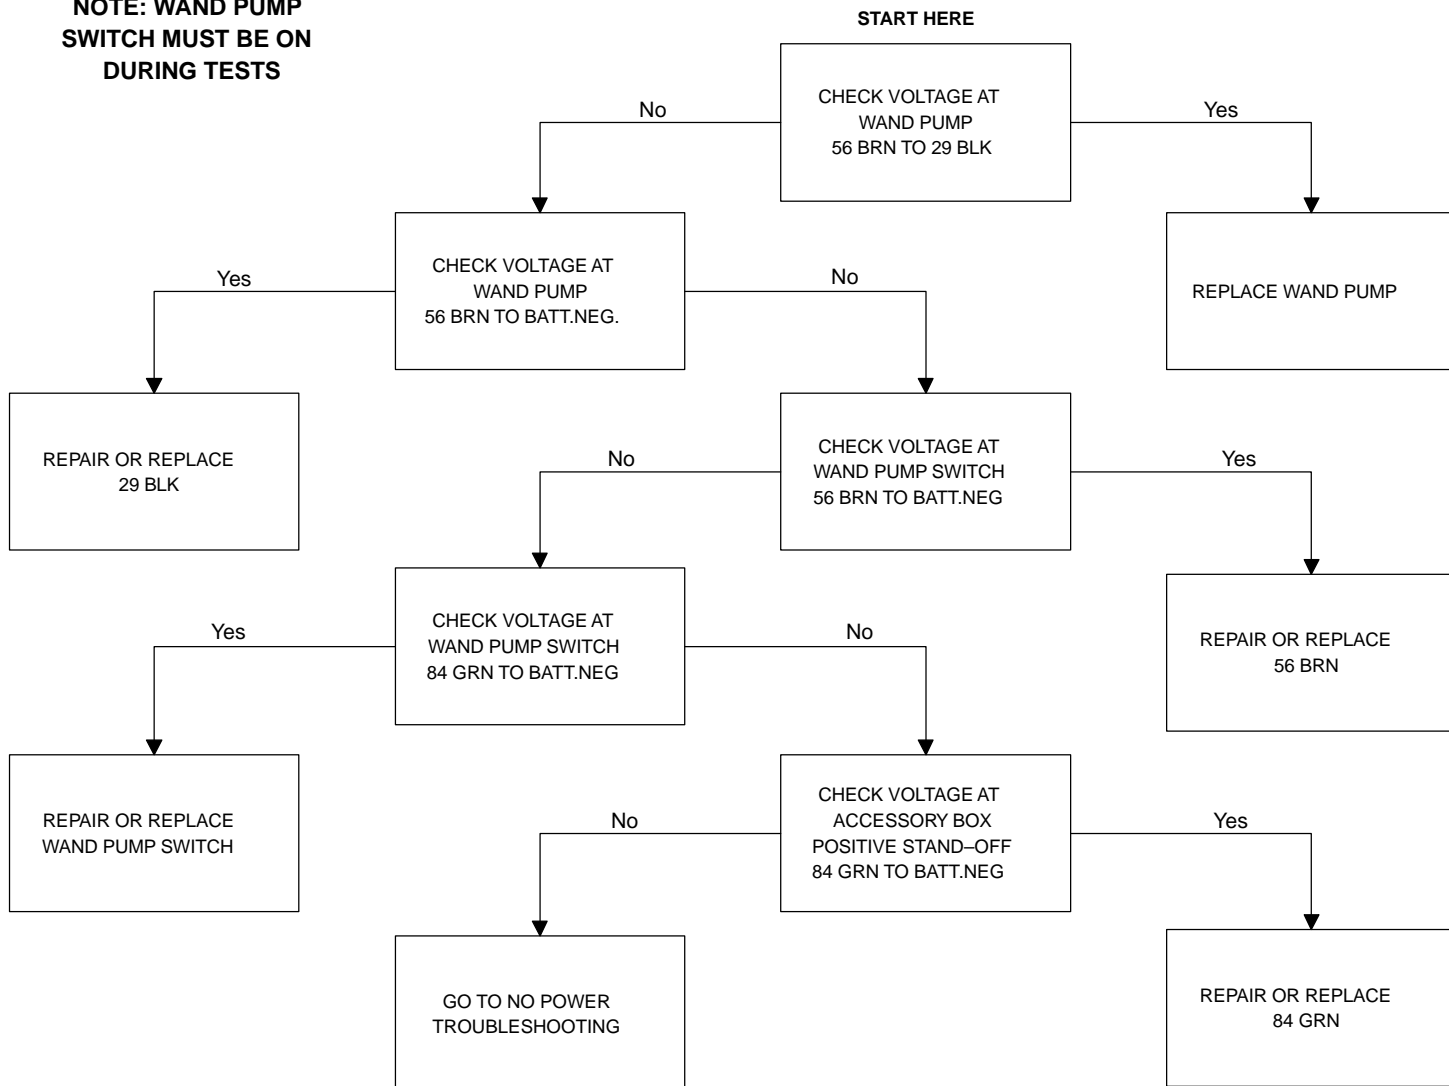 NOTE: WAND PUMP
SWITCH MUST BE ON
DURING TESTS
START HERE
CHECK VOLTAGE AT
WAND PUMP
56 BRN TO 29 BLK
No
Yes
CHECK VOLTAGE AT
WAND PUMP
56 BRN TO BATT.NEG.
REPLACE WAND PUMP
Yes
No
REPAIR OR REPLACE
29 BLK
CHECK VOLTAGE AT
WAND PUMP SWITCH
56 BRN TO BATT.NEG
No
Yes
CHECK VOLTAGE AT
WAND PUMP SWITCH
84 GRN TO BATT.NEG
REPAIR OR REPLACE
56 BRN
Yes
No
REPAIR OR REPLACE
WAND PUMP SWITCH
CHECK VOLTAGE AT
ACCESSORY BOX
POSITIVE STAND–OFF
84 GRN TO BATT.NEG
No
Yes
GO TO NO POWER
TROUBLESHOOTING
REPAIR OR REPLACE
84 GRN